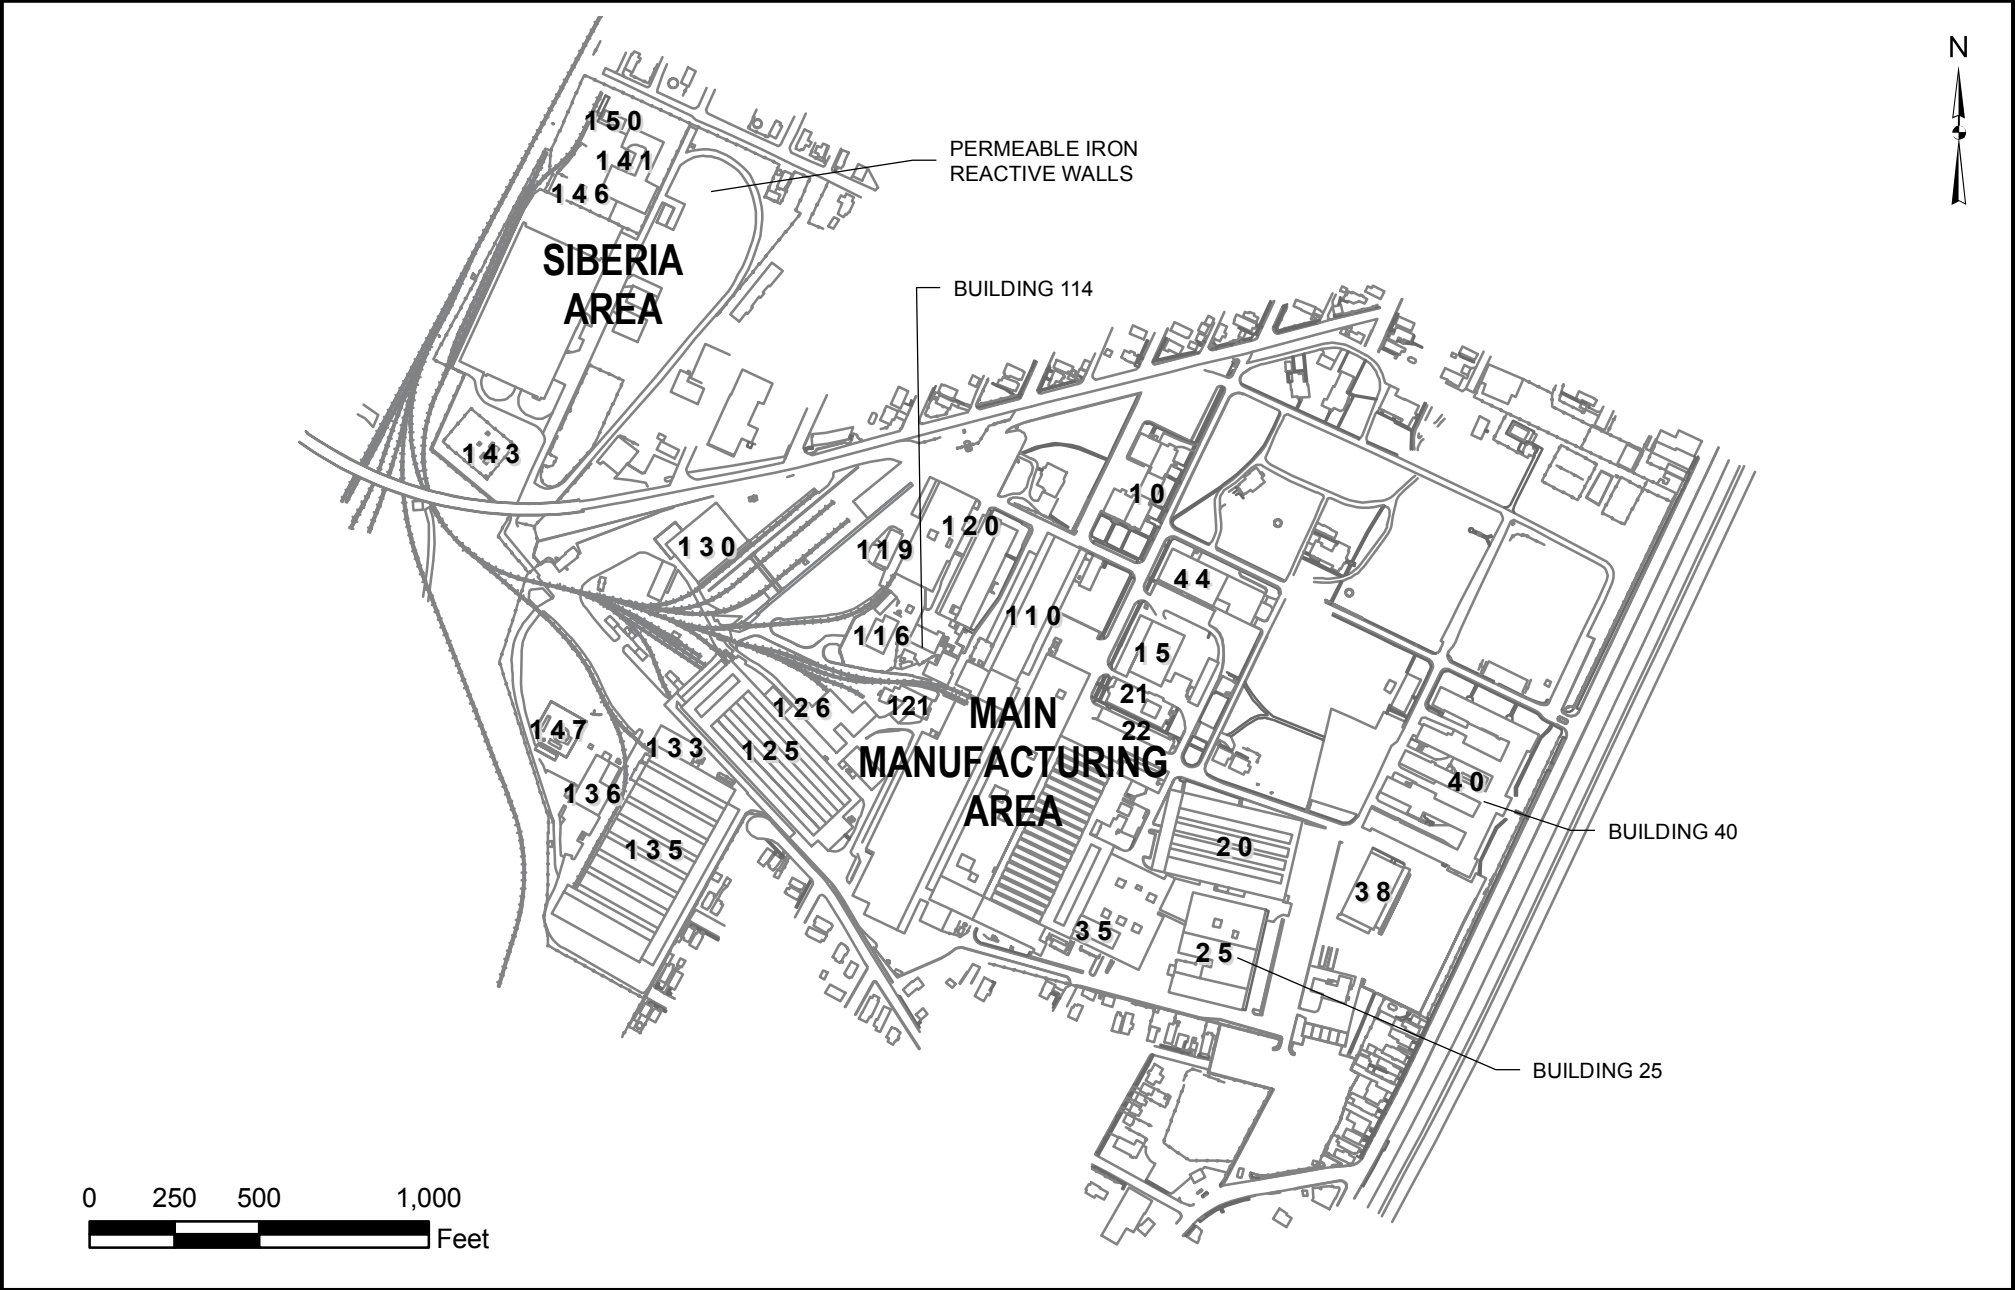 N
150
141
PERMEABLE IRON
REACTIVE WALLS
146
SIBERIA
AREA
BUILDING 114
143
10
120
130
119
44
110
116
15
21
121
126
MAIN
MANUFACTURING
AREA
22
147
133
125
40
136
BUILDING 40
135
20
38
35
25
BUILDING 25
0 250 500 1,000
Feet